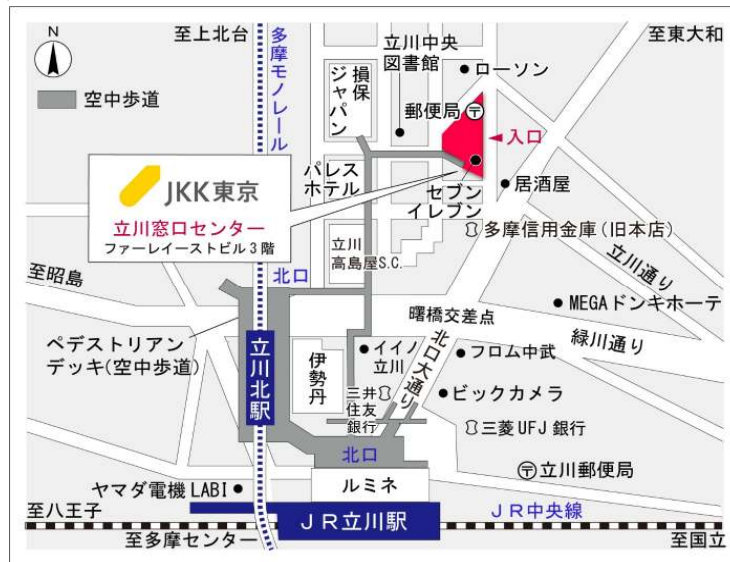 N
至上北台
至東大和
多摩モノレール
空中歩道
損保
ジャパン
立川中央
図書館
ローソン
郵便局
入口
JKK東京
立川窓口センター
ファーレイーストビル3階
パレス
ホテル
セブン
イレブン
居酒屋
多摩信用金庫(旧本店)
立川
高島屋S.C.
北口
至昭島
立川通り
MEGAドンキホーテ
曙橋交差点
緑川通り
ペデストリアン
デッキ(空中歩道)
立川北駅
伊勢丹
イイノ
立川
北口大通り
フロム中武
三井
住友
銀行
ビックカメラ
三菱UFJ銀行
北口
立川郵便局
ヤマダ電機LABI
ルミネ
至八王子
JR立川駅
JR中央線
至多摩センター
至国立